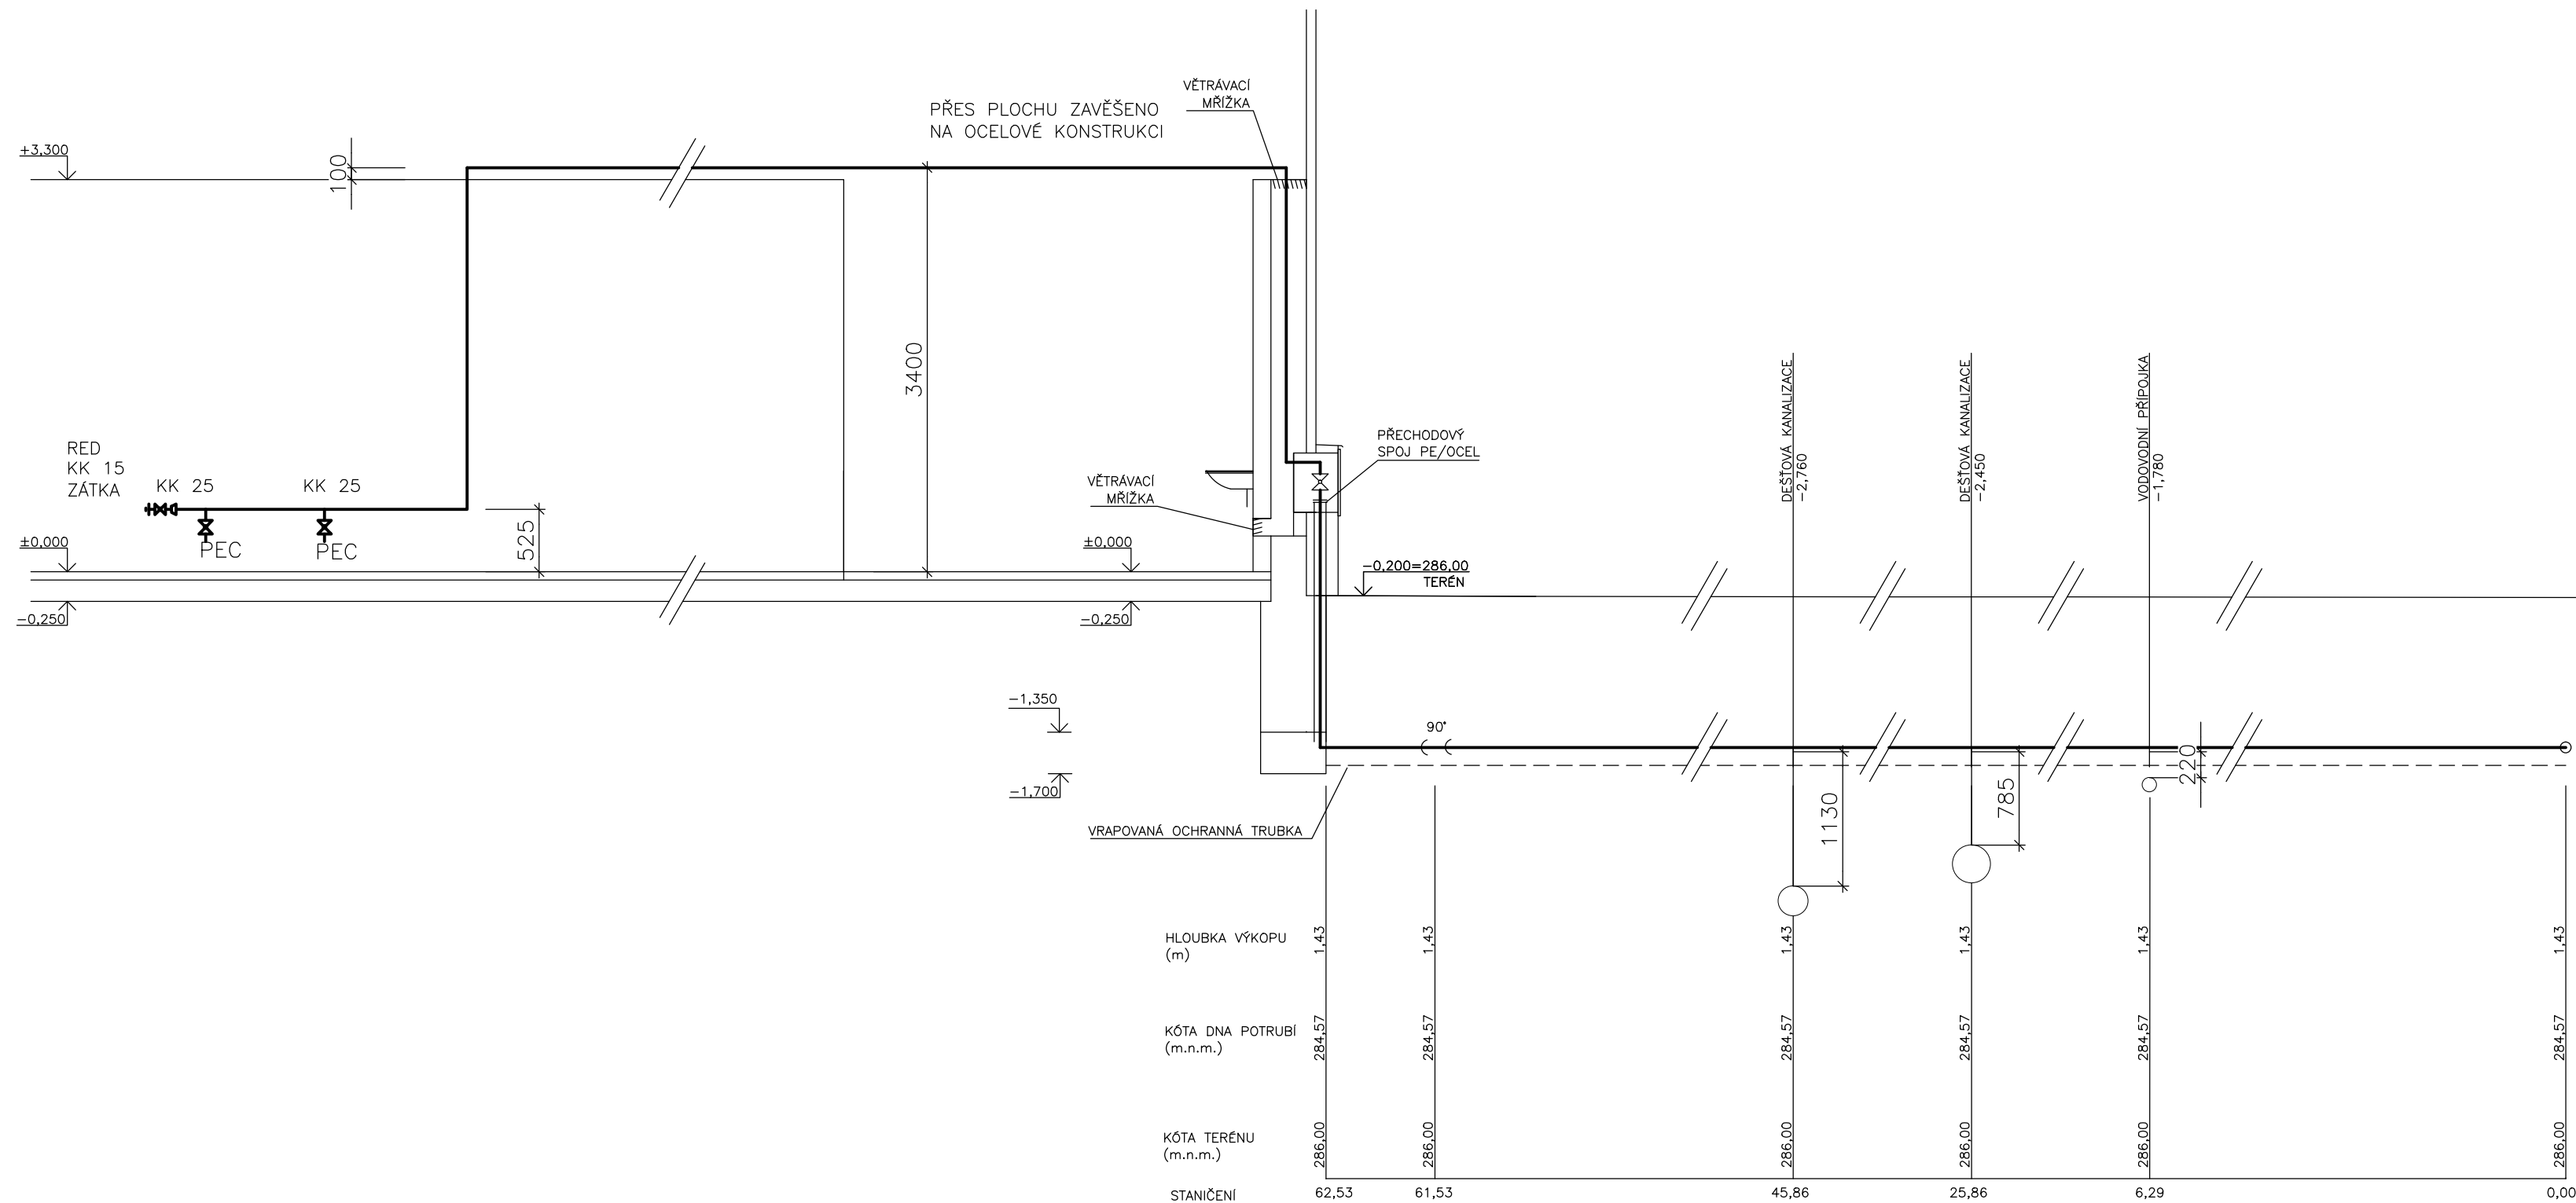 VĚTRÁVACÍ
MŘÍŽKA
PŘES PLOCHU ZAVĚŠENO
NA OCELOVÉ KONSTRUKCI
+3,300
100
3400
RED
KK 15
ZÁTKA
KK 25
KK 25
PEC
PEC
525
±0,000
-0,250
VĚTRÁVACÍ
MŘÍŽKA
±0,000
-0,250
PŘECHODOVÝ
SPOJ PE/OCEL
-0,200=286,00
TERÉN
DEŠŤOVÁ KANALIZACE
-2,760
DEŠŤOVÁ KANALIZACE
-2,450
VODOVODNÍ PŘÍPOJKA
-1,780
-1,350
-1,700
90°
VRAPOVANÁ OCHRANNÁ TRUBKA
1130
785
220
HLOUBKA VÝKOPU
(m)
1,43 1,43 1,43 1,43 1,43 1,43
KÓTA DNA POTRUBÍ
(m.n.m.)
284,57 284,57 284,57 284,57 284,57 284,57
KÓTA TERÉNU
(m.n.m.)
286,00 286,00 286,00 286,00 286,00 286,00
STANIČENÍ 62,53 61,53 45,86 25,86 6,29 0,00